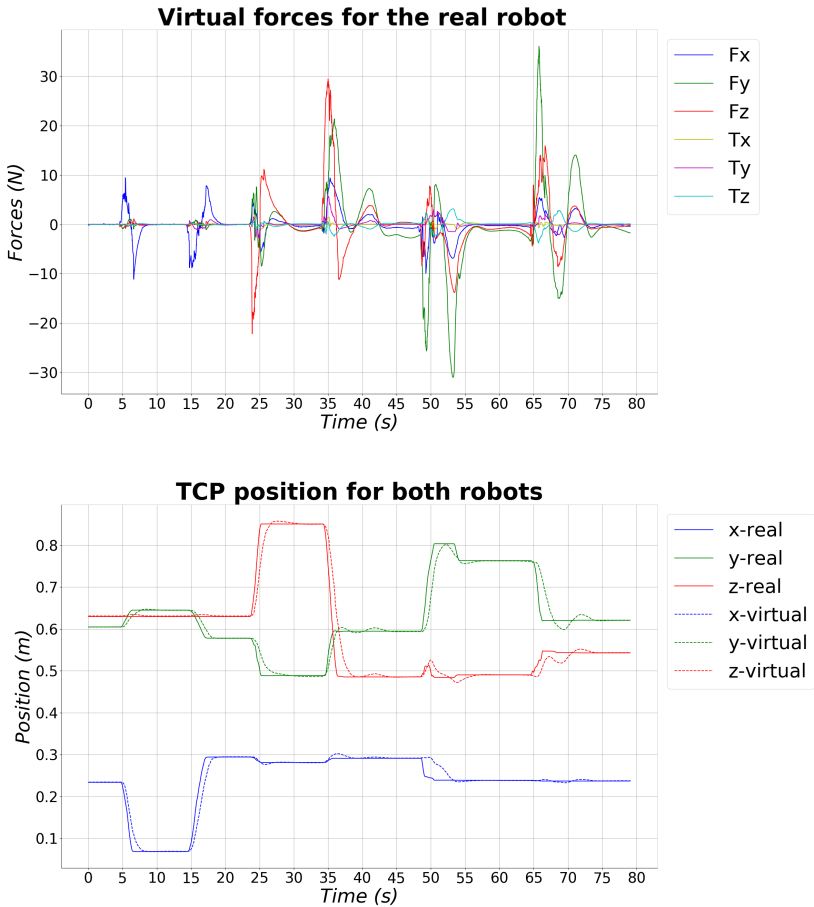 Virtual forces for the real robot
Forces (N)
30
20
10
0
−10
−20
−30
0 5 10 15 20 25 30 35 40 45 50 55 60 65 70 75 80
Time (s)
Fx
Fy
Fz
Tx
Ty
Tz
TCP position for both robots
Position (m)
0.8
0.7
0.6
0.5
0.4
0.3
0.2
0.1
0 5 10 15 20 25 30 35 40 45 50 55 60 65 70 75 80
Time (s)
x-real
y-real
z-real
x-virtual
y-virtual
z-virtual